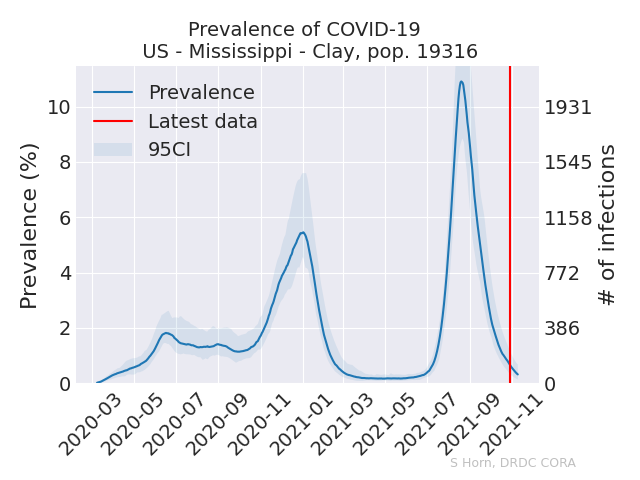 Prevalence of COVID-19
US - Mississippi - Clay, pop. 19316
Prevalence
Latest data
95CI
Prevalence (%)
10
8
6
4
2
0
# of infections
1931
1545
1158
772
386
0
2020-03
2020-05
2020-07
2020-09
2020-11
2021-01
2021-03
2021-05
2021-07
2021-09
2021-11
S Horn, DRDC CORA